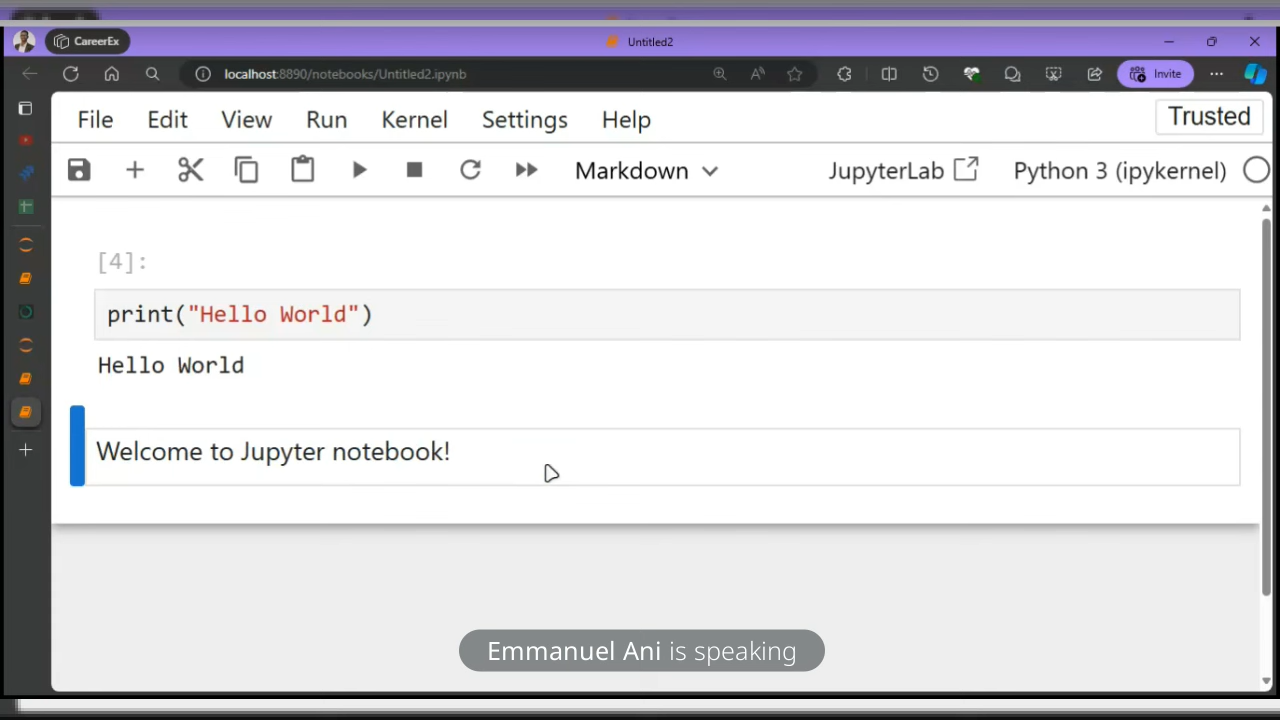 CareerEx
Untitled2
localhost:8890/notebooks/Untitled2.ipynb
A
Invite
File Edit View Run Kernel Settings Help
Trusted
Markdown
JupyterLab
Python 3 (ipykernel)
[4]:
print("Hello World")
Hello World
Welcome to Jupyter notebook!
Emmanuel Ani is speaking